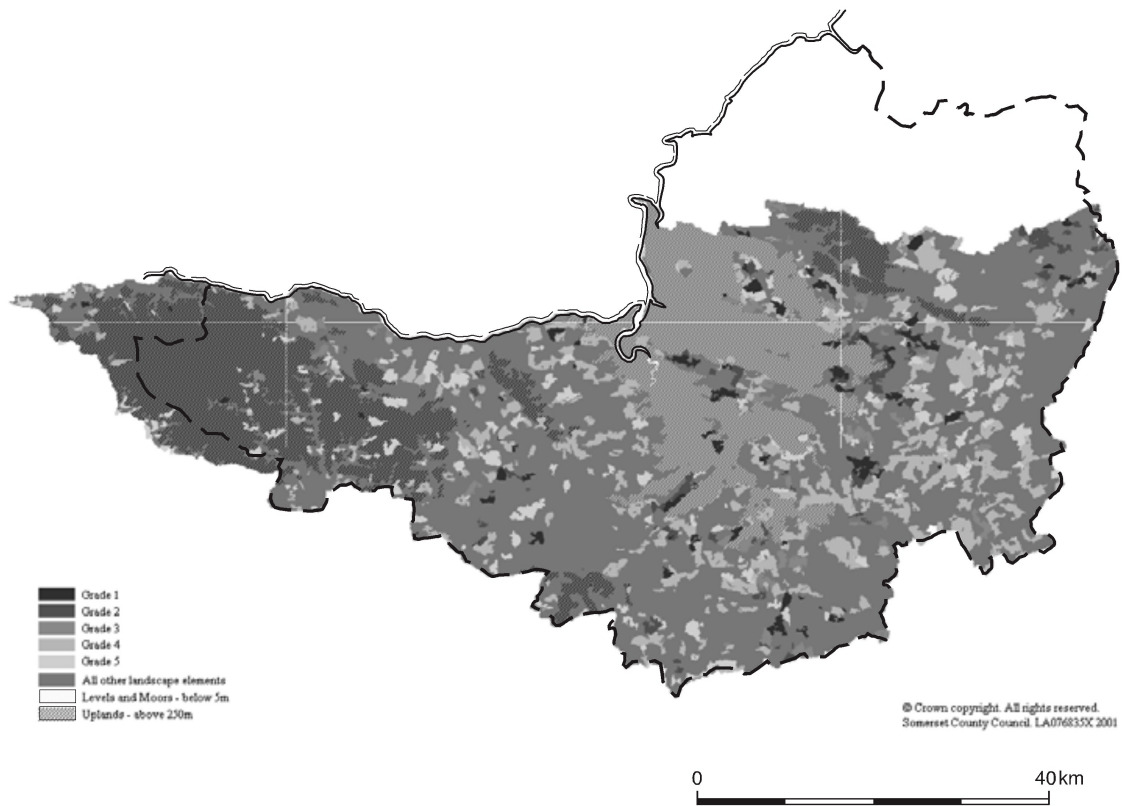 Grade 1
Grade 2
Grade 3
Grade 4
Grade 5
All other landscape elements
Levels and Moors - below 5m
Uplands - above 250m
© Crown copyright. All rights reserved.
Somerset County Council. LA076835X 2001
0 40km